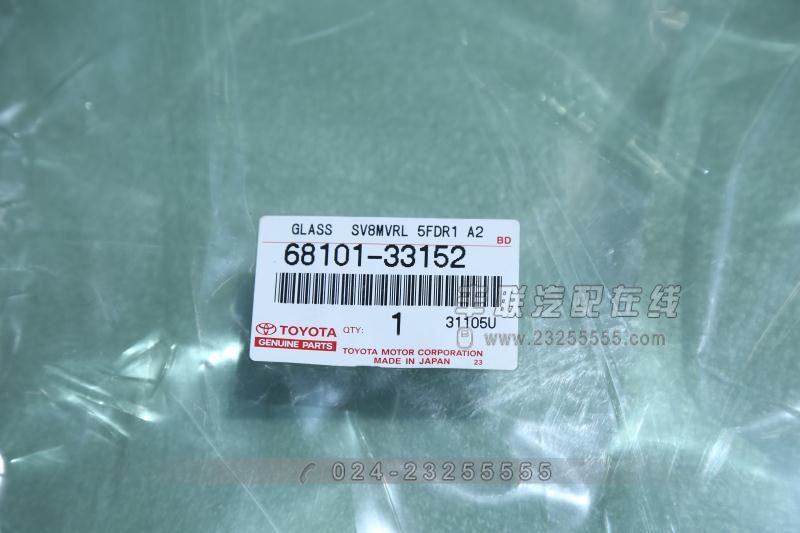 GLASS SV8MVRL 5FDR1 A2
BD
68101-33152
丰联汽配在线
TOYOTA QTY: 1 31105U
www.23255555.com
GENUINE PARTS
TOYOTA MOTOR CORPORATION
MADE IN JAPAN 23
024-23255555